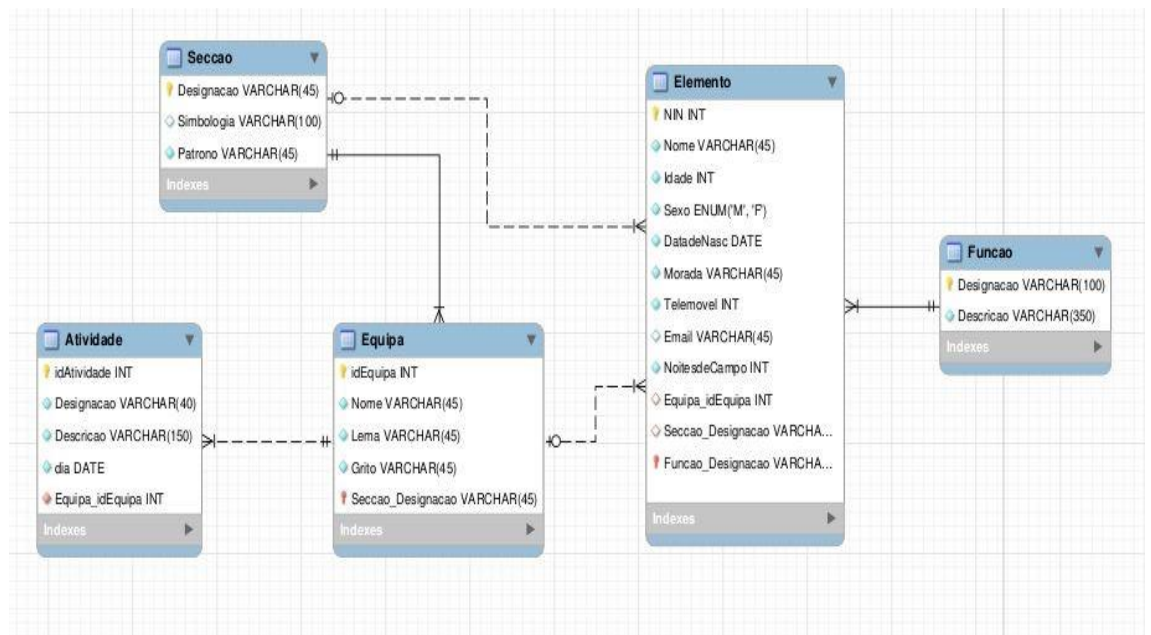 Seccao
Designacao VARCHAR(45)
Simbologia VARCHAR(100)
Patrono VARCHAR(45)
Indexes
Elemento
NIN INT
Nome VARCHAR(45)
Idade INT
Sexo ENUM('M', 'F')
DatadeNasc DATE
Morada VARCHAR(45)
Telemovel INT
Email VARCHAR(45)
NoitesdeCampo INT
Equipa_idEquipa INT
Seccao_Designacao VARCHA...
Funcao_Designacao VARCHA...
Indexes
Funcao
Designacao VARCHAR(100)
Descricao VARCHAR(350)
Indexes
Atividade
idAtividade INT
Designacao VARCHAR(40)
Descricao VARCHAR(150)
dia DATE
Equipa_idEquipa INT
Indexes
Equipa
idEquipa INT
Nome VARCHAR(45)
Lema VARCHAR(45)
Grito VARCHAR(45)
Seccao_Designacao VARCHAR(45)
Indexes